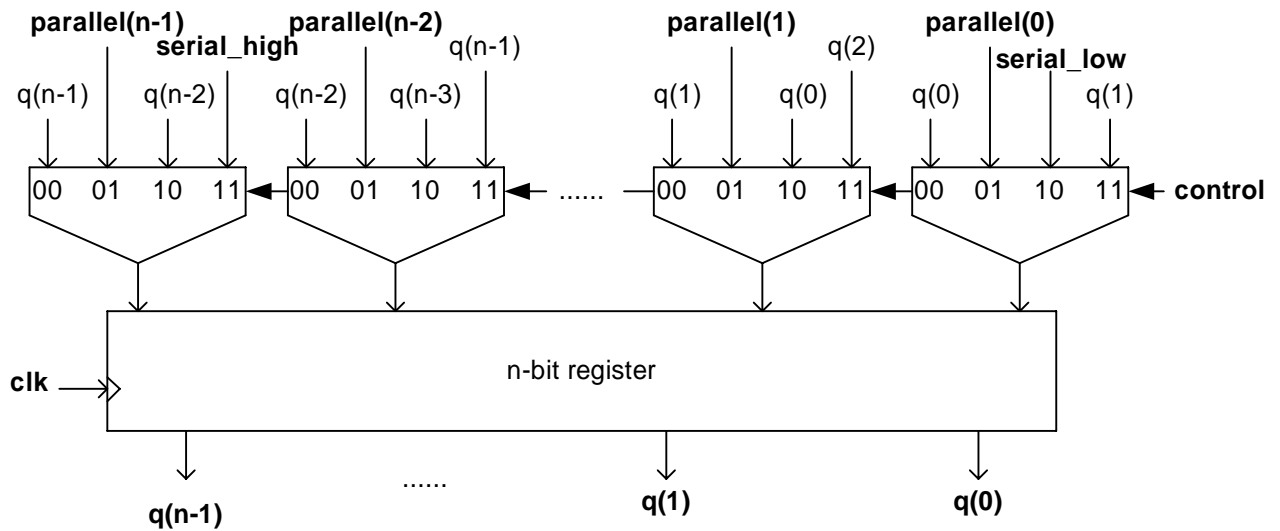 parallel(n-1) parallel(n-2) parallel(1) parallel(0)
serial_high q(n-1) q(2) serial_low
q(n-1) q(n-2) q(n-2) q(n-3) q(1) q(0) q(0) q(1)
00 01 10 11 00 01 10 11 ...... 00 01 10 11 00 01 10 11 control
n-bit register
clk
......
q(n-1) q(1) q(0)